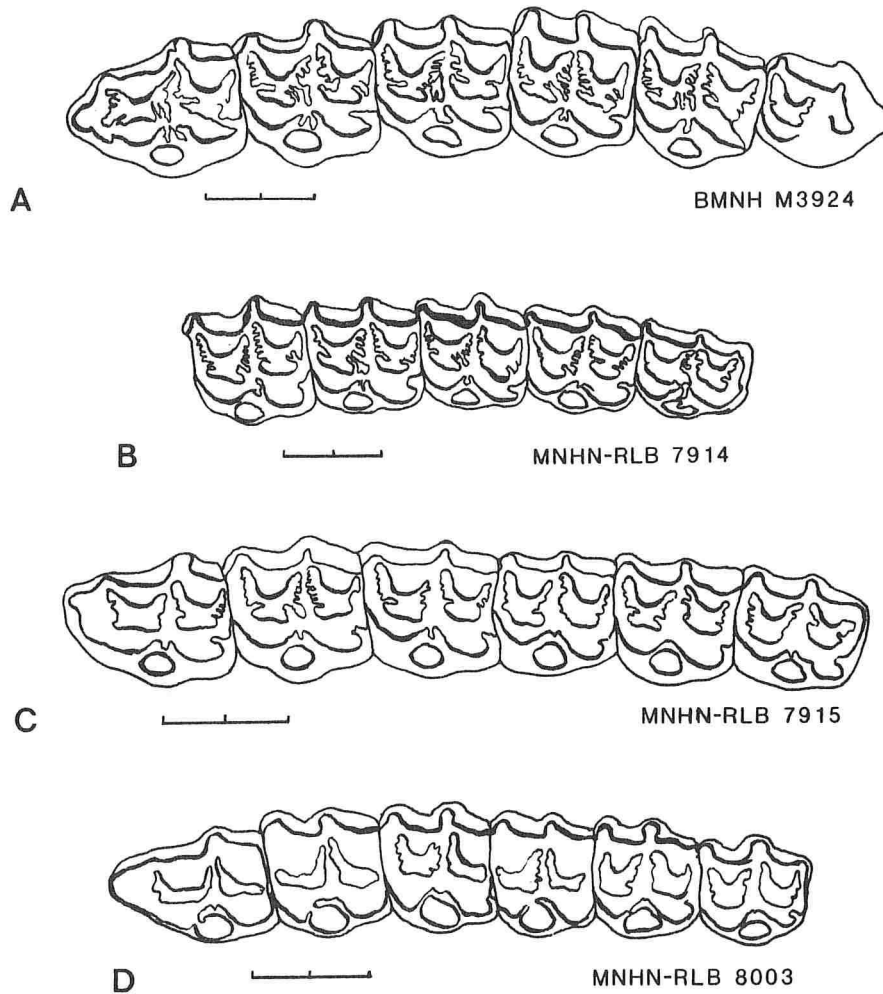 A
BMNH M3924
B
MNHN-RLB 7914
C
MNHN-RLB 7915
D
MNHN-RLB 8003